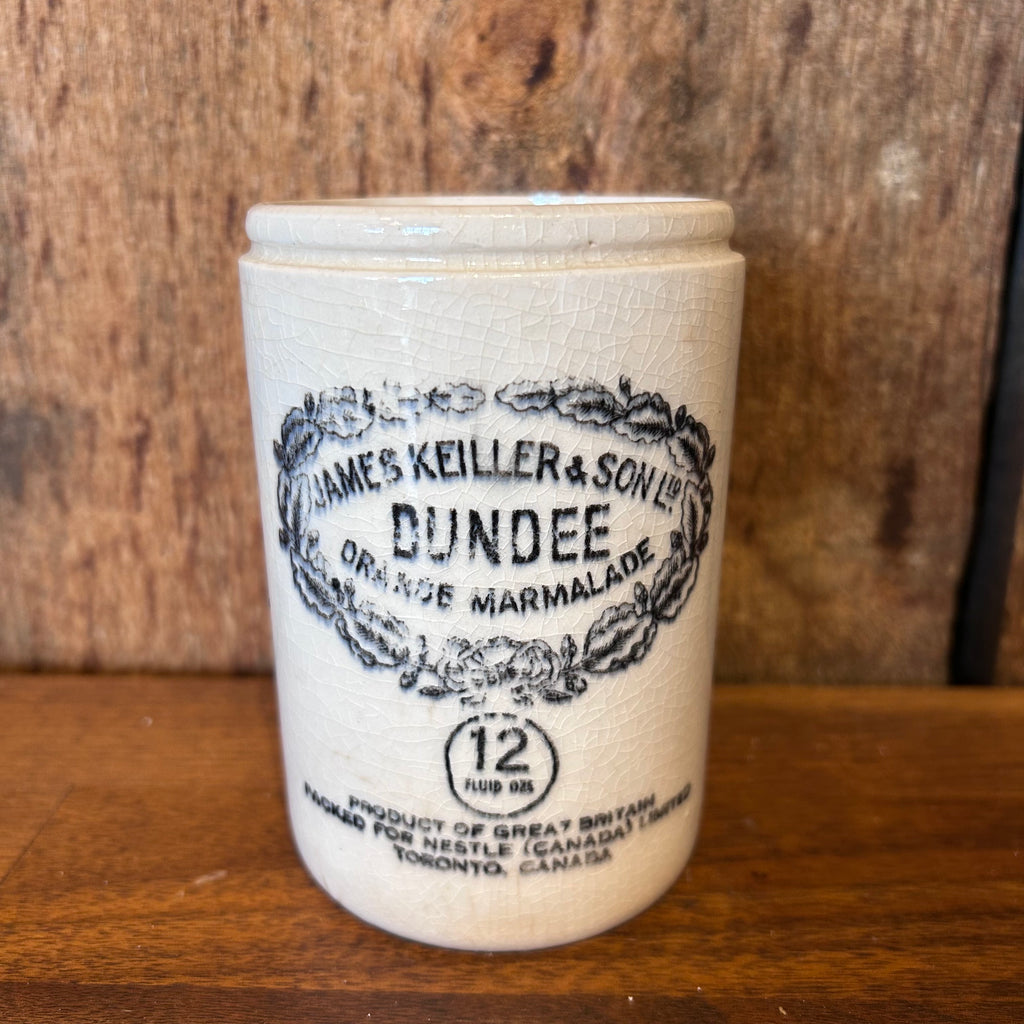 JAMES KEILLER & SON LTD.
DUNDEE
ORANGE MARMALADE
12
FLUID OZS
PRODUCT OF GREAT BRITAIN
PACKED FOR NESTLE (CANADA) LIMITED
TORONTO, CANADA